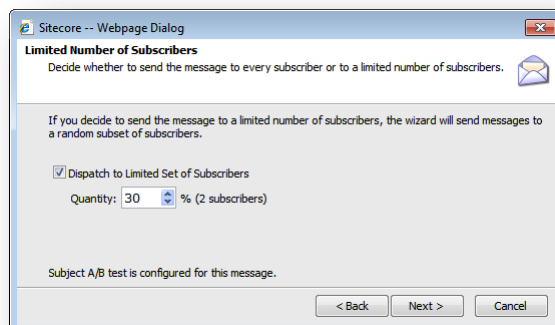 Sitecore -- Webpage Dialog
Limited Number of Subscribers
Decide whether to send the message to every subscriber or to a limited number of subscribers.
If you decide to send the message to a limited number of subscribers, the wizard will send messages to
a random subset of subscribers.
Dispatch to Limited Set of Subscribers
Quantity: 30 % (2 subscribers)
Subject A/B test is configured for this message.
< Back Next > Cancel